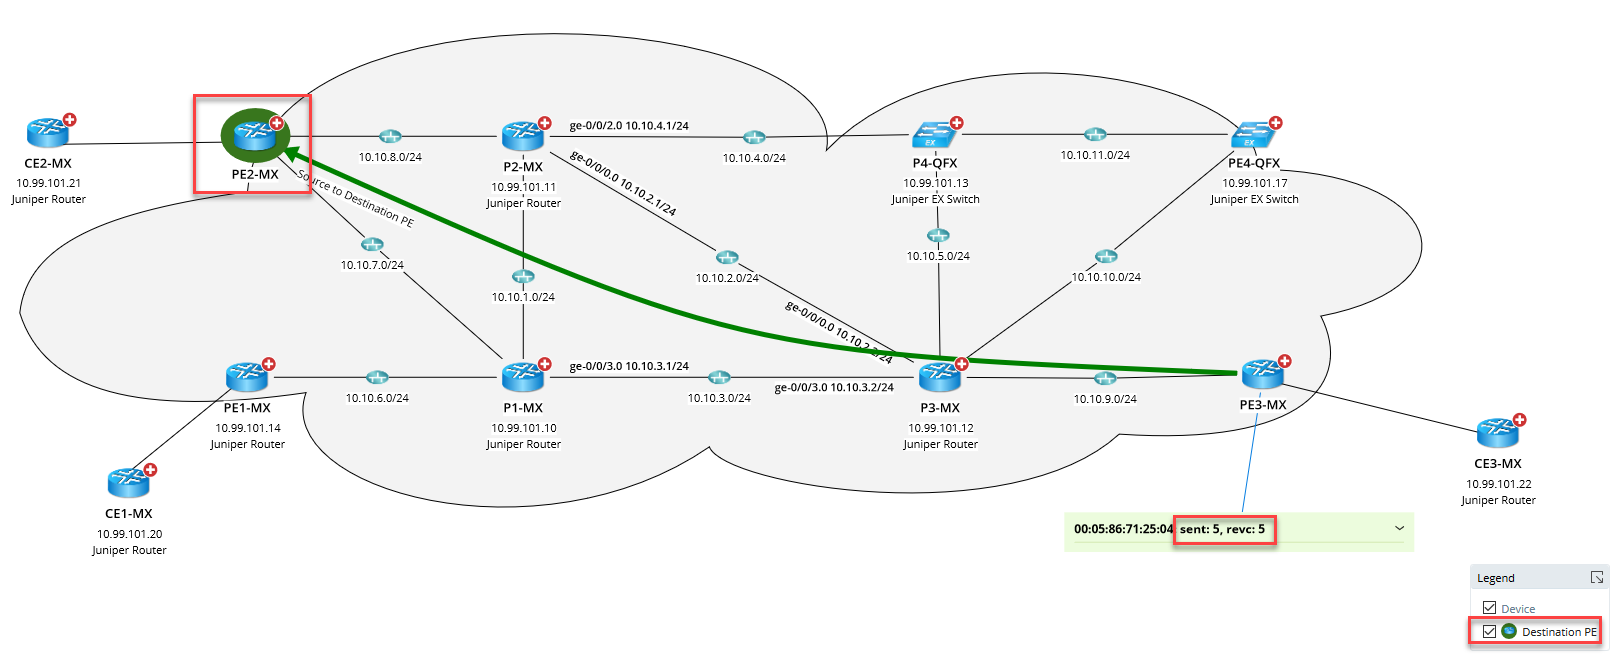 CE2-MX
10.99.101.21
Juniper Router
PE2-MX
Source to Destination PE
10.10.8.0/24
P2-MX
10.99.101.11
Juniper Router
ge-0/0/2.0 10.10.4.1/24
10.10.4.0/24
P4-QFX
10.99.101.13
Juniper EX Switch
10.10.11.0/24
PE4-QFX
10.99.101.17
Juniper EX Switch
EX
EX
ge-0/0/0.0 10.10.2.1/24
10.10.7.0/24
10.10.1.0/24
10.10.2.0/24
10.10.5.0/24
10.10.10.0/24
ge-0/0/0.0 10.10.2.2/24
PE1-MX
10.99.101.14
Juniper Router
10.10.6.0/24
P1-MX
10.99.101.10
Juniper Router
ge-0/0/3.0 10.10.3.1/24
10.10.3.0/24
ge-0/0/3.0 10.10.3.2/24
P3-MX
10.99.101.12
Juniper Router
10.10.9.0/24
PE3-MX
CE1-MX
10.99.101.20
Juniper Router
CE3-MX
10.99.101.22
Juniper Router
00:05:86:71:25:04 sent: 5, revc: 5
Legend
Device
Destination PE